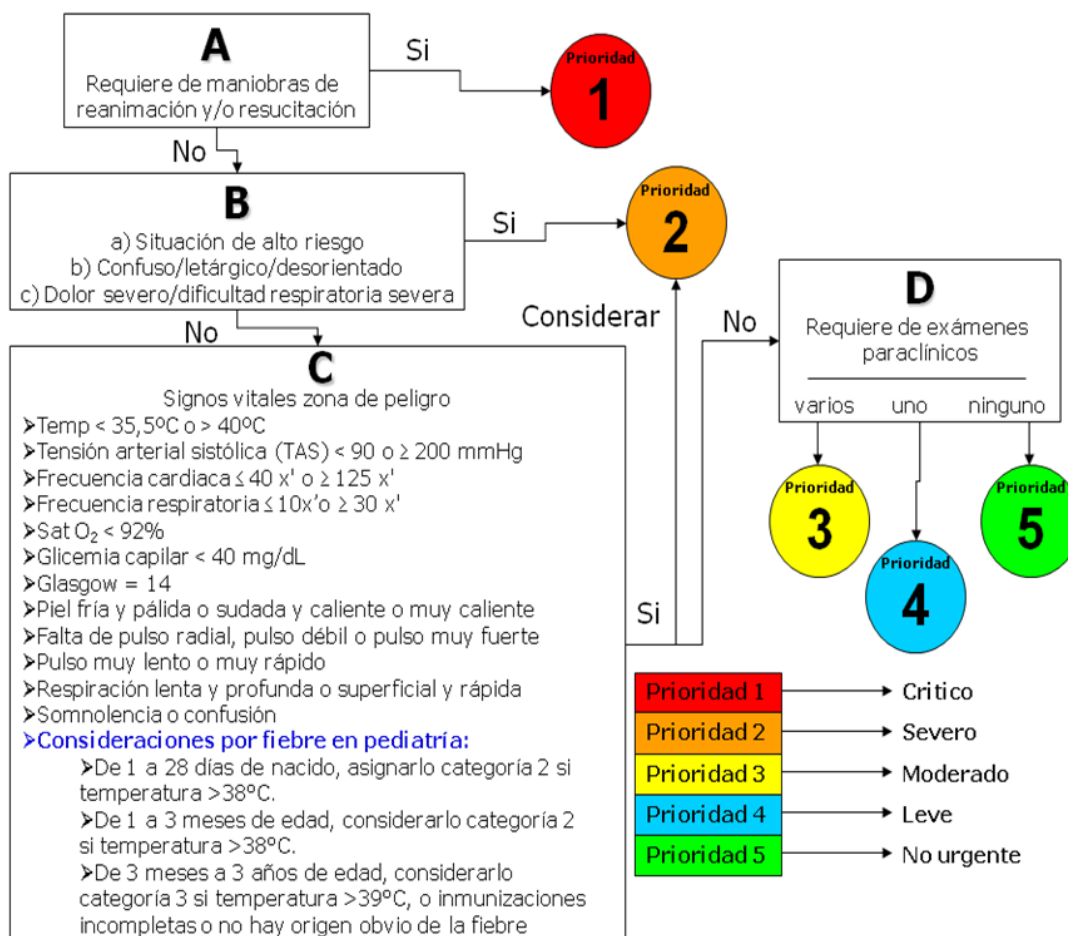 A
Requiere de maniobras de
reanimación y/o resucitación
Si
Prioridad
1
No
B
a) Situación de alto riesgo
b) Confuso/letárgico/desorientado
c) Dolor severo/dificultad respiratoria severa
Si
Prioridad
2
No
C
Signos vitales zona de peligro
➢Temp < 35,5ºC o > 40ºC
➢Tensión arterial sistólica (TAS) < 90 o ≥ 200 mmHg
➢Frecuencia cardiaca ≤ 40 x' o ≥ 125 x'
➢Frecuencia respiratoria ≤ 10x’o ≥ 30 x'
➢Sat O₂ < 92%
➢Glicemia capilar < 40 mg/dL
➢Glasgow = 14
➢Piel fría y pálida o sudada y caliente o muy caliente
➢Falta de pulso radial, pulso débil o pulso muy fuerte
➢Pulso muy lento o muy rápido
➢Respiración lenta y profunda o superficial y rápida
➢Somnolencia o confusión
➢Consideraciones por fiebre en pediatría:
➢De 1 a 28 días de nacido, asignarlo categoría 2 si
temperatura >38ºC.
➢De 1 a 3 meses de edad, considerarlo categoría 2
si temperatura >38ºC.
➢De 3 meses a 3 años de edad, considerarlo
categoría 3 si temperatura >39ºC, o inmunizaciones
incompletas o no hay origen obvio de la fiebre
Si
Considerar
No
D
Requiere de exámenes
paraclínicos
varios uno ninguno
Prioridad
3
Prioridad
4
Prioridad
5
Prioridad 1 Critico
Prioridad 2 Severo
Prioridad 3 Moderado
Prioridad 4 Leve
Prioridad 5 No urgente